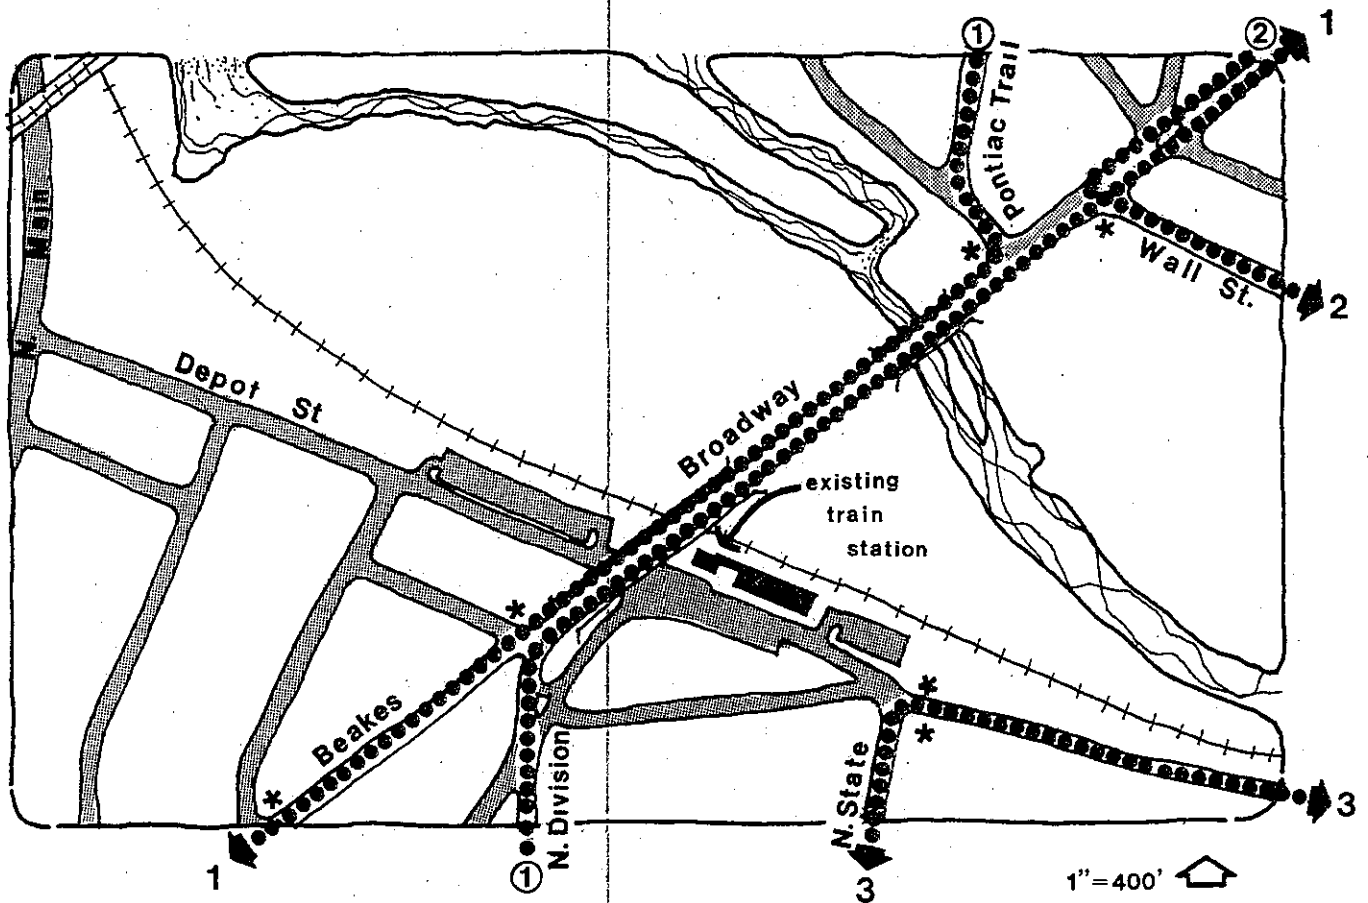 1
1
2
Pontiac Trail
N Main
*
*
Wall St.
2
Depot St
Broadway
existing
train
station
*
*
*
Beakes
*
N. Division
N. State
3
1
1
3
1"=400'